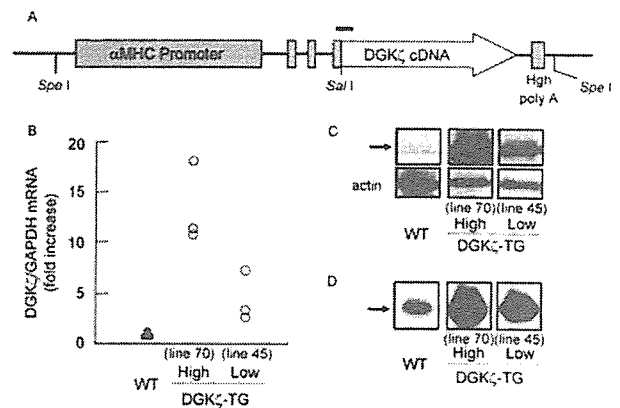 A
αMHC Promoter
DGKζ cDNA
Spe I
Sal I
Hgh
poly A
Spe I
B
DGKζ/GAPDH mRNA
(fold increase)
20
15
10
5
0
(line 70) (line 45)
WT High Low
DGKζ-TG
C
actin
(line 70) (line 45)
WT High Low
DGKζ-TG
D
(line 70) (line 45)
WT High Low
DGKζ-TG